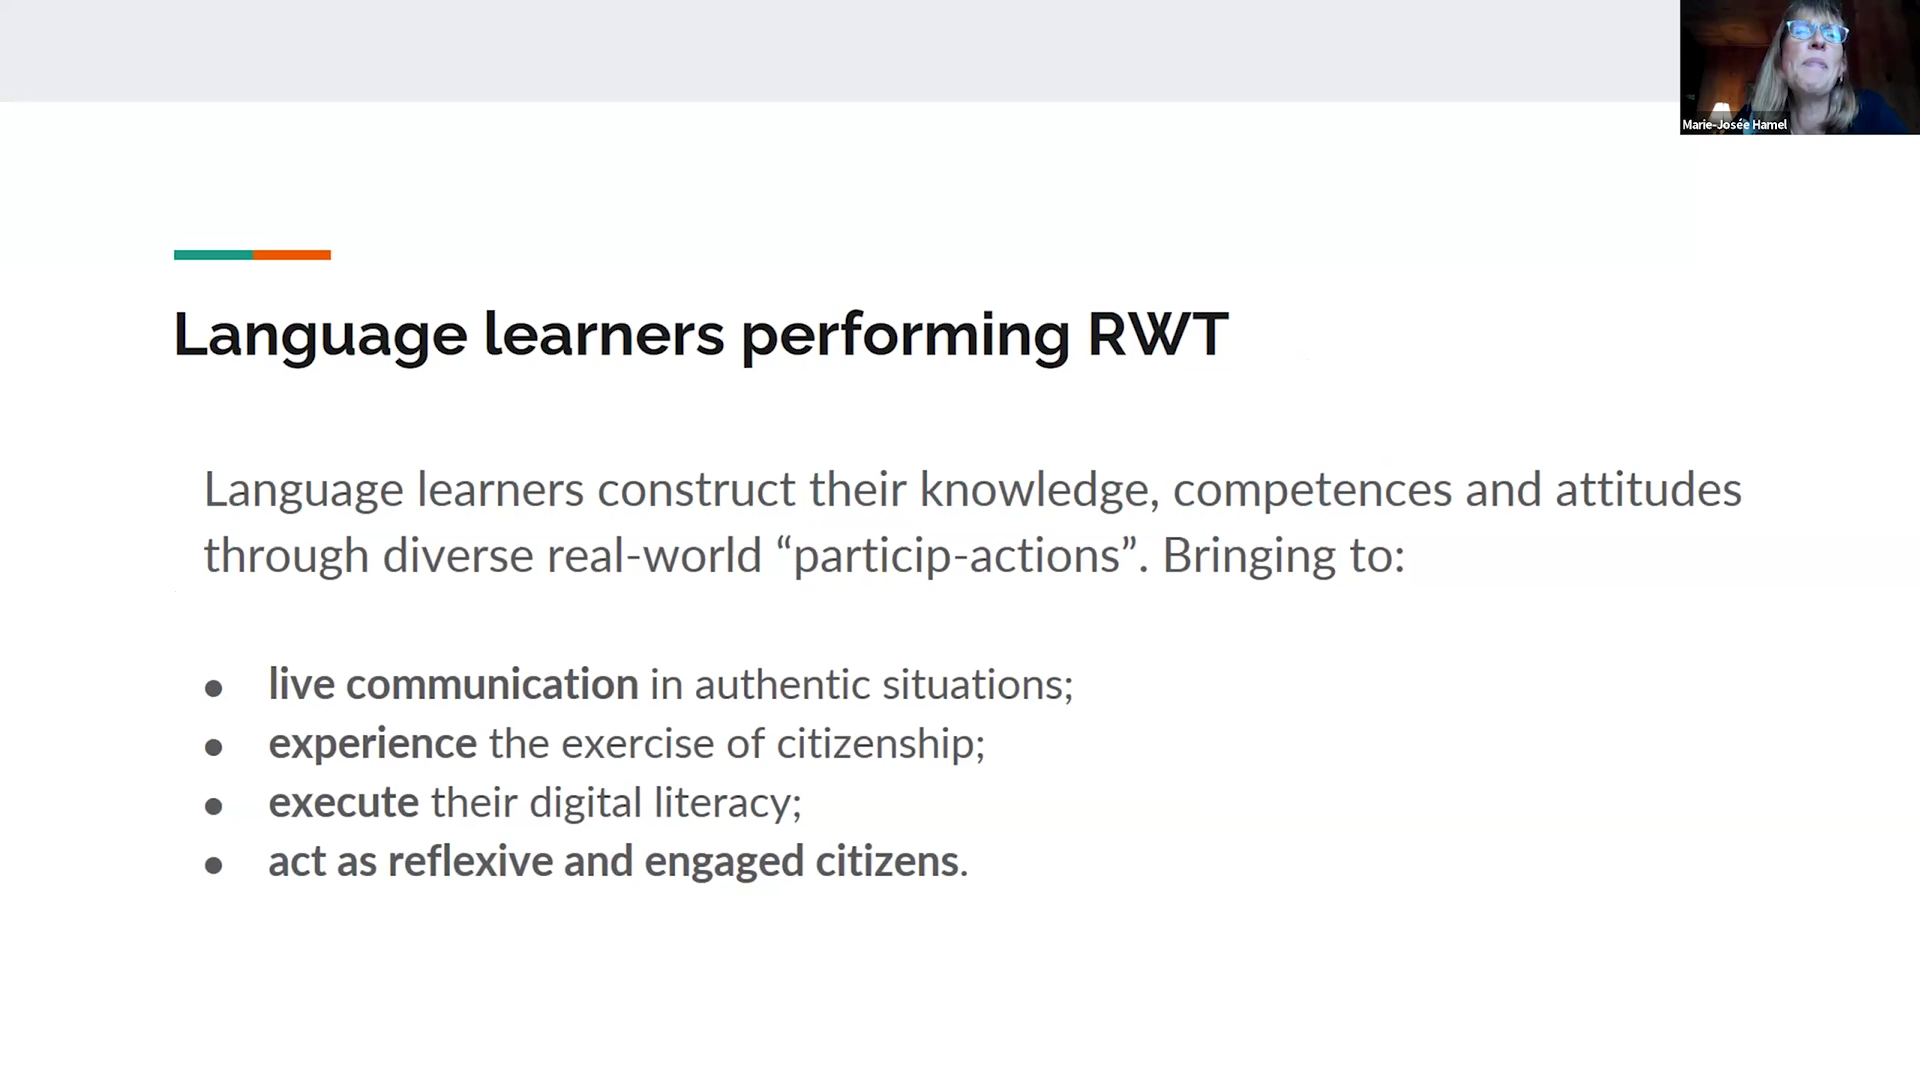 Marie-Josée Hamel
Language learners performing RWT
Language learners construct their knowledge, competences and attitudes
through diverse real-world “particip-actions”. Bringing to:
● live communication in authentic situations;
● experience the exercise of citizenship;
● execute their digital literacy;
● act as reflexive and engaged citizens.